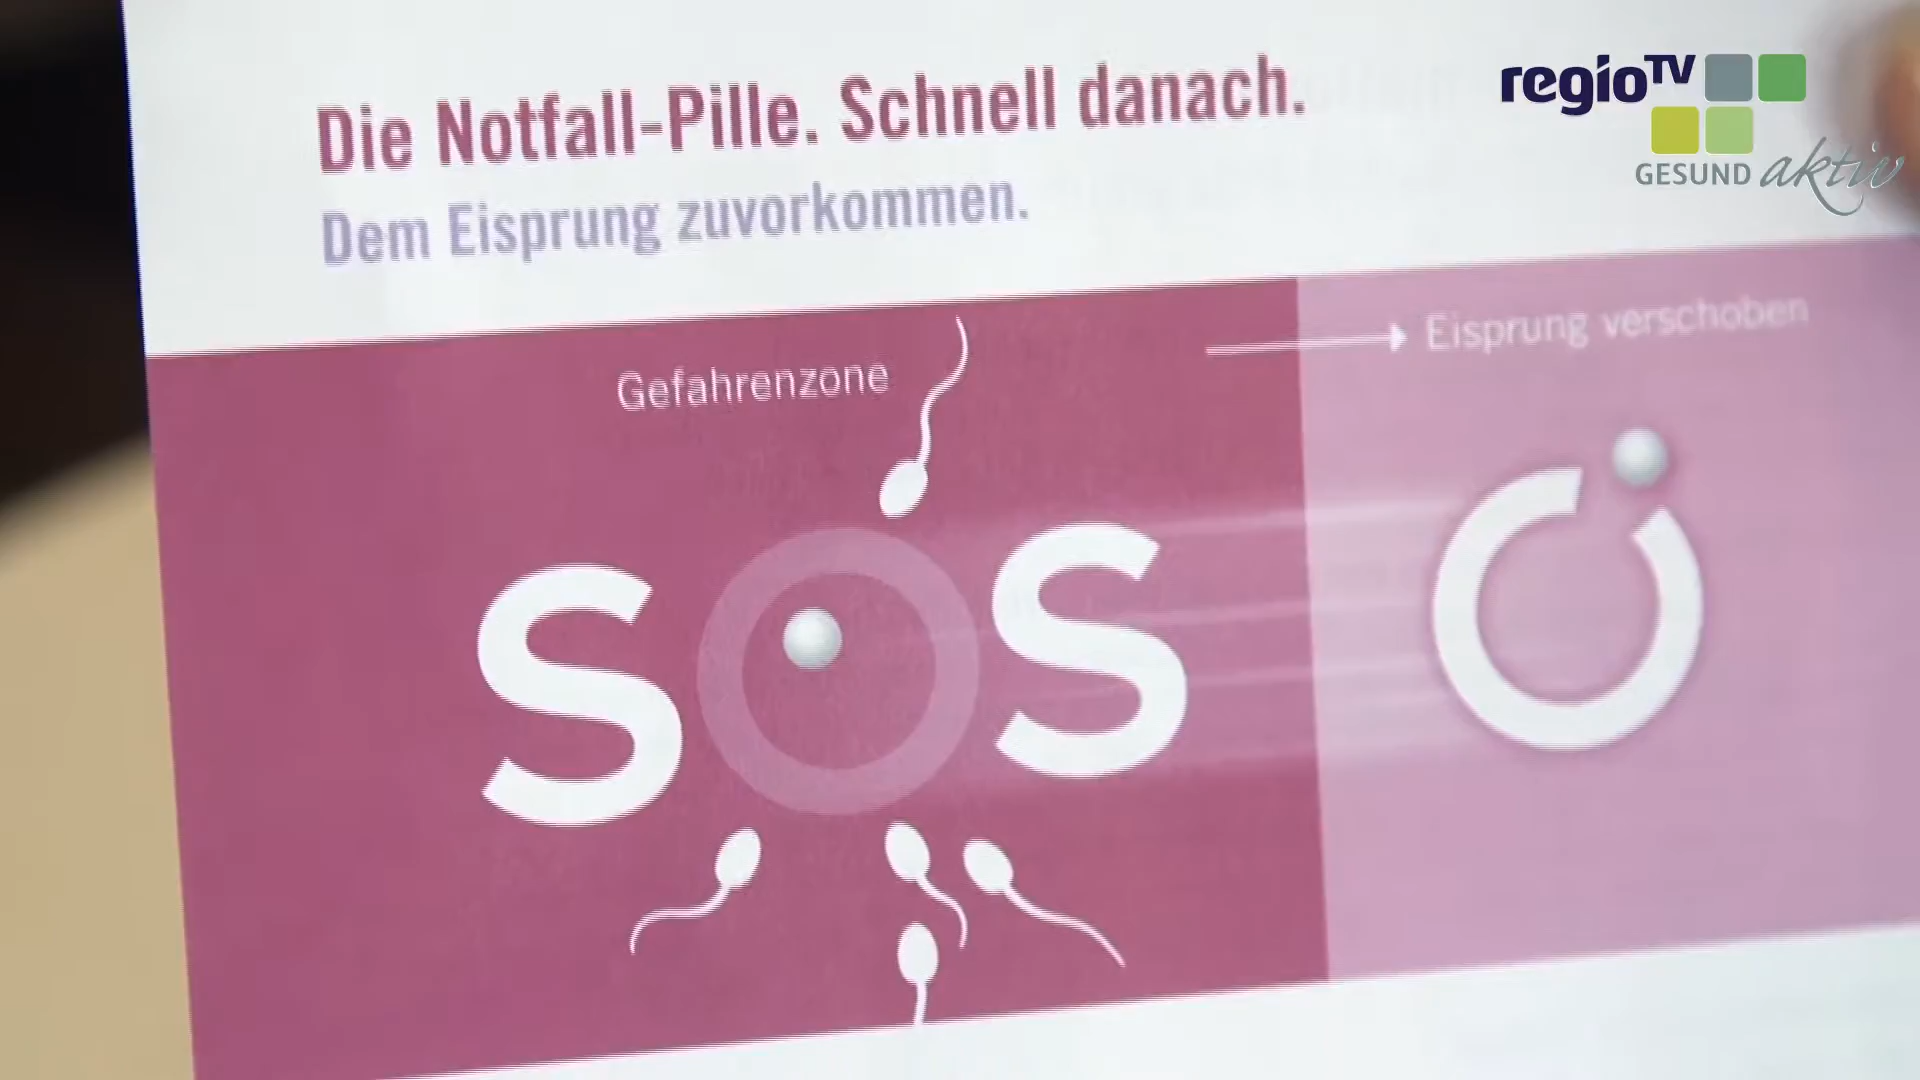 Die Notfall-Pille. Schnell danach.
Dem Eisprung zuvorkommen.
regioTV
GESUND aktiv
Gefahrenzone
Eisprung verschoben
SOS